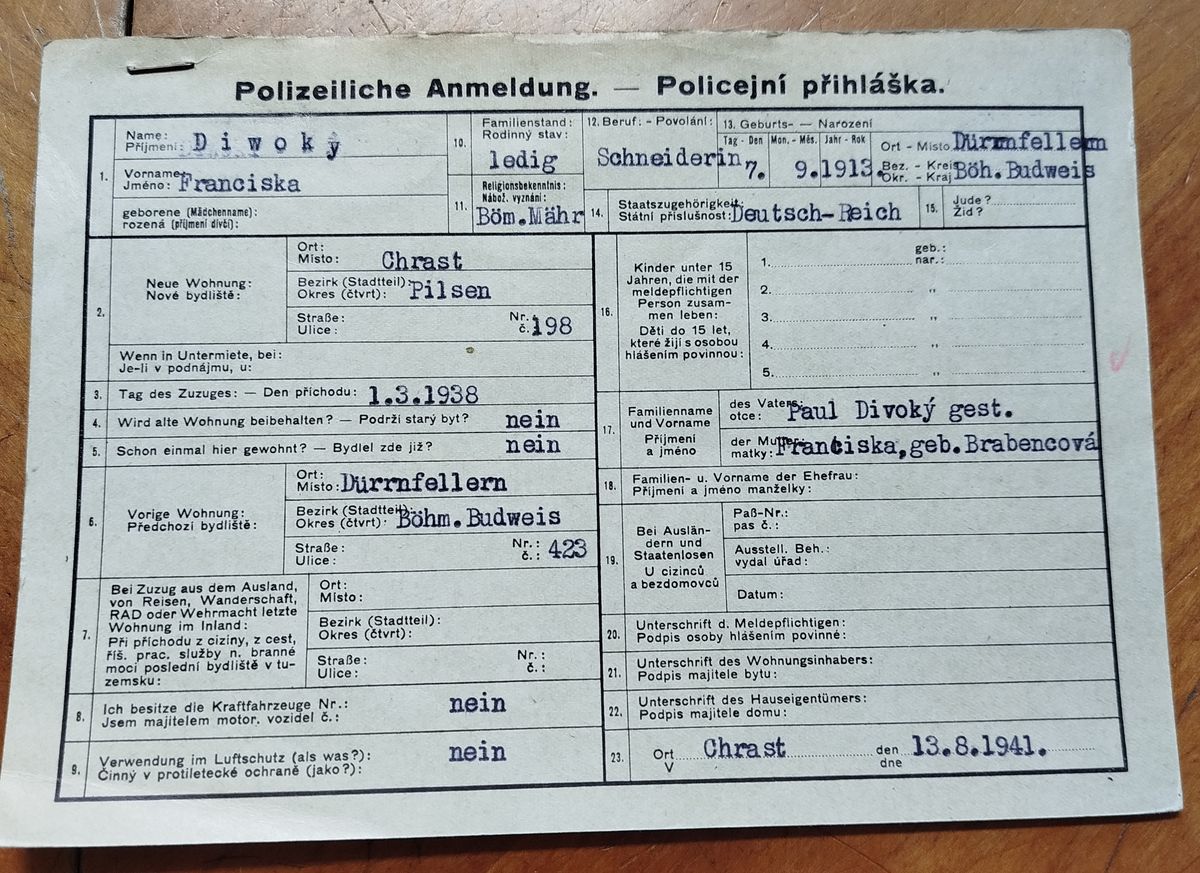 Polizeiliche Anmeldung. — Policejní přihláška.
1.
Name:
Příjmení:
Diwoký
Vorname:
Jméno:
Franciska
geborene (Mädchenname):
rozená (příjmení dívčí):
10.
Familienstand:
Rodinný stav:
ledig
11.
Religionsbekenntnis:
Nábož. vyznání:
Böm.Mähr
12. Beruf: - Povolání:
Schneiderin
13. Geburts- — Narození
Tag - Den Mon. - Měs. Jahr - Rok
7. 9.1913.
Ort - Místo Dürrnfellern
Bez. - Kreis
Okr. - Kraj
Böh. Budweis
14.
Staatszugehörigkeit:
Státní příslušnost:
Deutsch-Reich
15.
Jude?
Žid?
2.
Neue Wohnung:
Nové bydliště:
Ort:
Místo:
Chrast
Bezirk (Stadtteil):
Okres (čtvrt):
Pilsen
Straße:
Ulice:
Nr.
č.
198
Wenn in Untermiete, bei:
Je-li v podnájmu, u:
3. Tag des Zuzuges: — Den příchodu: 1.3.1938
4. Wird alte Wohnung beibehalten? — Podrží starý byt? nein
5. Schon einmal hier gewohnt? — Bydlel zde již? nein
6.
Vorige Wohnung:
Předchozí bydliště:
Ort:
Místo:
Dürrnfellern
Bezirk (Stadtteil):
Okres (čtvrt):
Böhm.Budweis
Straße:
Ulice:
Nr.:
č.:
423
7.
Bei Zuzug aus dem Ausland,
von Reisen, Wanderschaft,
RAD oder Wehrmacht letzte
Wohnung im Inland:
Při příchodu z ciziny, z cest,
říš. prac. služby n. branné
moci poslední bydliště v tu-
zemsku:
Ort:
Místo:
Bezirk (Stadtteil):
Okres (čtvrt):
Straße:
Ulice:
Nr.:
č.:
8.
Ich besitze die Kraftfahrzeuge Nr.:
Jsem majitelem motor. vozidel č.:
nein
9.
Verwendung im Luftschutz (als was?):
Činný v protiletecké ochraně (jako?):
nein
16.
Kinder unter 15
Jahren, die mit der
meldepflichtigen
Person zusam-
men leben:
Děti do 15 let,
které žijí s osobou
hlášením povinnou:
geb.:
nar.:
1.
2. "
3. "
4. "
5. "
17.
Familienname
und Vorname
Příjmení
a jméno
des Vaters:
otce:
Paul Divoký gest.
der Mutter:
matky:
Franciska,geb.Brabencová
18.
Familien- u. Vorname der Ehefrau:
Příjmení a jméno manželky:
19.
Bei Auslän-
dern und
Staatenlosen
U cizinců
a bezdomovců
Paß-Nr.:
pas č.:
Ausstell. Beh.:
vydal úřad:
Datum:
20.
Unterschrift d. Meldepflichtigen:
Podpis osoby hlášením povinné:
21.
Unterschrift des Wohnungsinhabers:
Podpis majitele bytu:
22.
Unterschrift des Hauseigentümers:
Podpis majitele domu:
23.
Ort
V
Chrast
den
dne
13.8.1941.